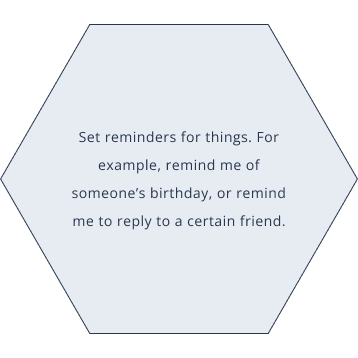 Set reminders for things. For
example, remind me of
someone’s birthday, or remind
me to reply to a certain friend.